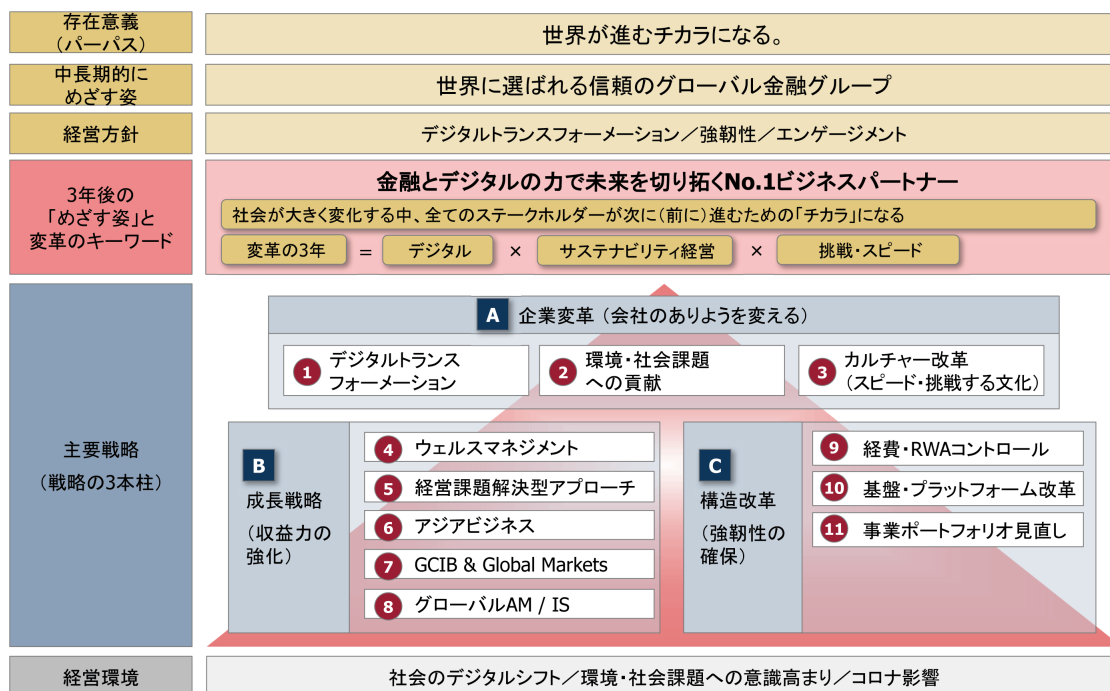 存在意義
（パーパス）
世界が進むチカラになる。
中長期的に
めざす姿
世界に選ばれる信頼のグローバル金融グループ
経営方針
デジタルトランスフォーメーション／強靭性／エンゲージメント
3年後の
「めざす姿」と
変革のキーワード
金融とデジタルの力で未来を切り拓くNo.1ビジネスパートナー
社会が大きく変化する中、全てのステークホルダーが次に（前に）進むための「チカラ」になる
変革の3年 = デジタル × サステナビリティ経営 × 挑戦・スピード
主要戦略
（戦略の3本柱）
A 企業変革（会社のありようを変える）
1 デジタルトランス
フォーメーション
2 環境・社会課題
への貢献
3 カルチャー改革
（スピード・挑戦する文化）
B
成長戦略
（収益力の
強化）
4 ウェルスマネジメント
5 経営課題解決型アプローチ
6 アジアビジネス
7 GCIB & Global Markets
8 グローバルAM / IS
C
構造改革
（強靭性の
確保）
9 経費・RWAコントロール
10 基盤・プラットフォーム改革
11 事業ポートフォリオ見直し
経営環境
社会のデジタルシフト／環境・社会課題への意識高まり／コロナ影響